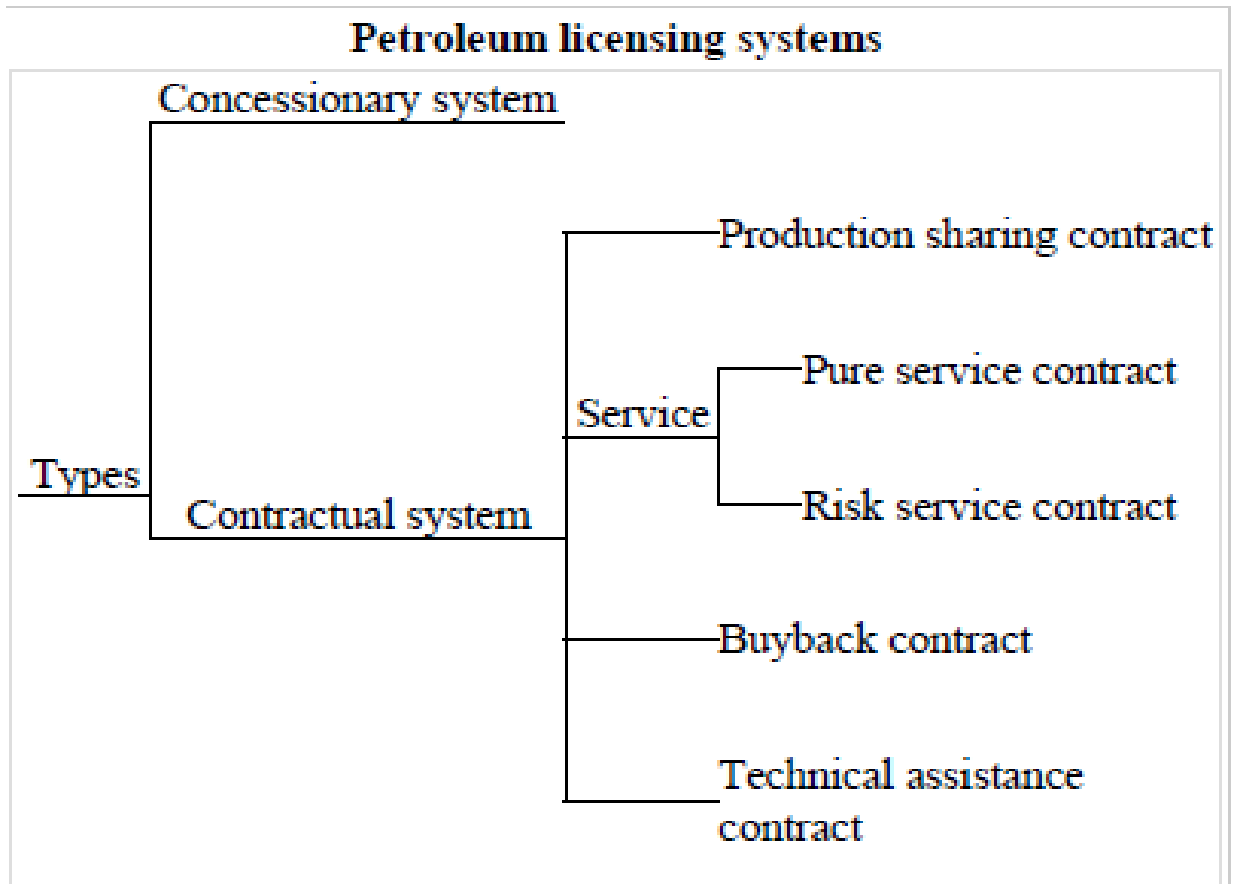 Petroleum licensing systems
Concessionary system
Production sharing contract
Pure service contract
Service
Types
Risk service contract
Contractual system
Buyback contract
Technical assistance
contract